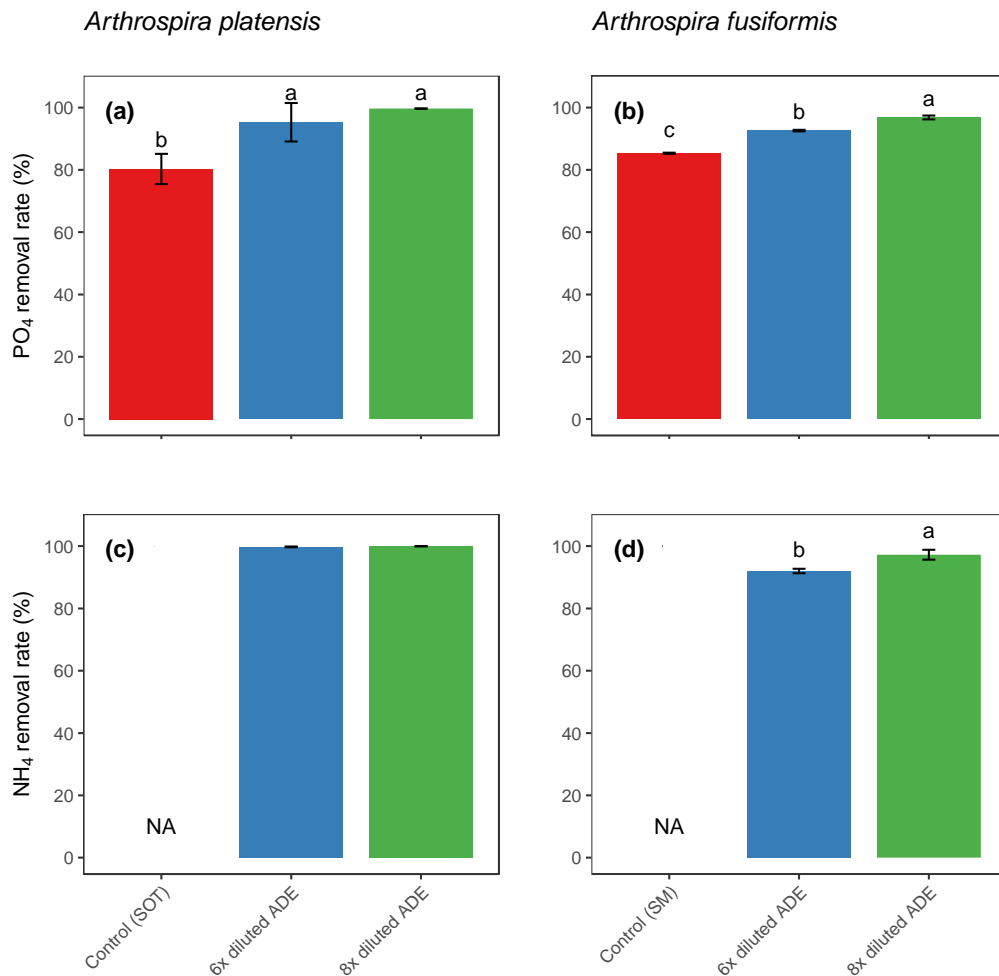 Arthrospira platensis
Arthrospira fusiformis
PO₄ removal rate (%)
100
80
60
40
20
0
(a)
b
a
a
100
80
60
40
20
0
(b)
c
b
a
NH₄ removal rate (%)
100
80
60
40
20
0
(c)
NA
Control (SOT)
6x diluted ADE
8x diluted ADE
100
80
60
40
20
0
(d)
NA
b
a
Control (SM)
6x diluted ADE
8x diluted ADE